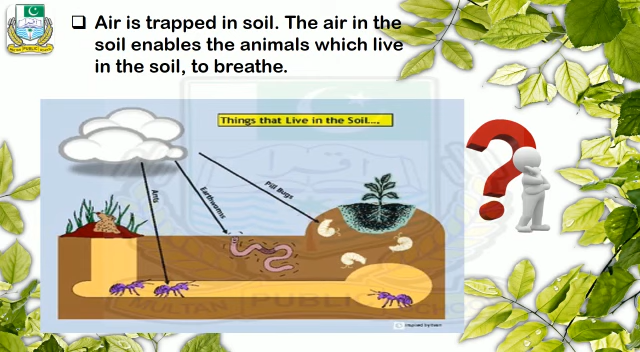 Air is trapped in soil. The air in the
soil enables the animals which live
in the soil, to breathe.
Things that Live in the Soil....
Ants
Earthworms
Pill Bugs
PUBLIC